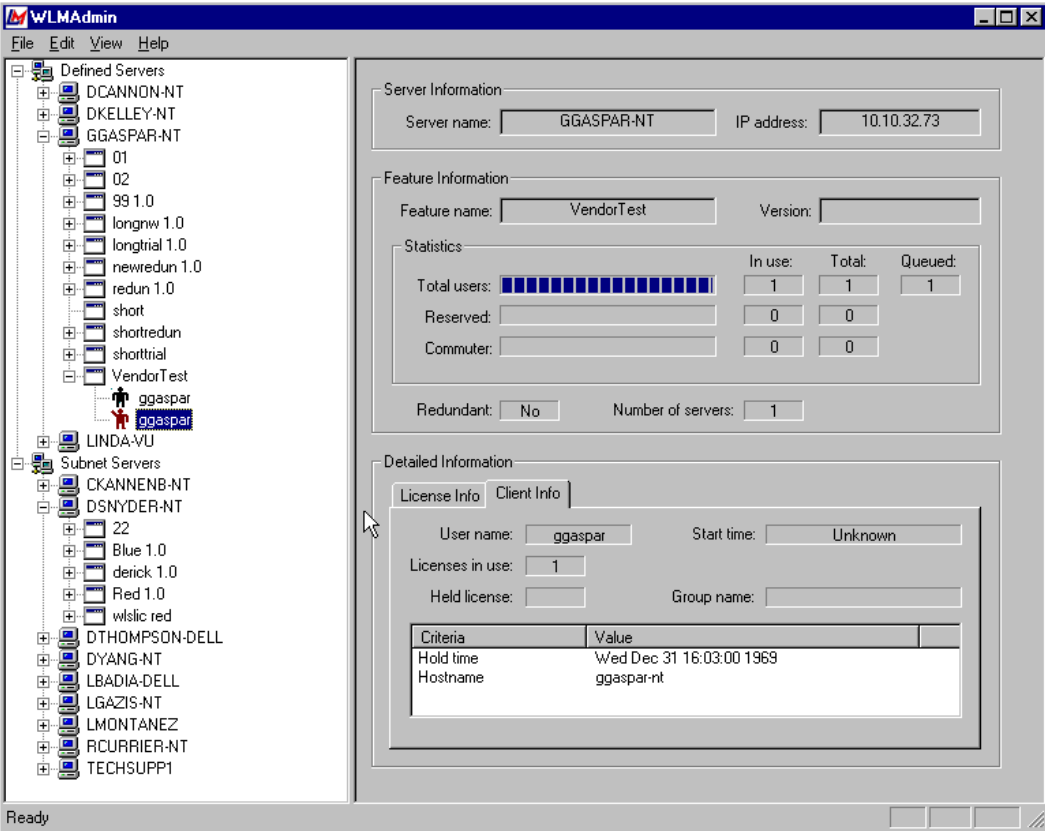 WLMAdmin
File Edit View Help
Defined Servers
DCANNON-NT
DKELLEY-NT
GGASPAR-NT
01
02
99 1.0
longnw 1.0
longtrial 1.0
newredun 1.0
redun 1.0
short
shortredun
shorttrial
VendorTest
ggaspar
ggaspar
LINDA-VU
Subnet Servers
CKANNENB-NT
DSNYDER-NT
22
Blue 1.0
derick 1.0
Red 1.0
wlslic red
DTHOMPSON-DELL
DYANG-NT
LBADIA-DELL
LGAZIS-NT
LMONTANEZ
RCURRIER-NT
TECHSUPP1
Server Information
Server name: GGASPAR-NT IP address: 10.10.32.73
Feature Information
Feature name: VendorTest Version:
Statistics
In use: Total: Queued:
Total users: 1 1 1
Reserved: 0 0
Commuter: 0 0
Redundant: No Number of servers: 1
Detailed Information
License Info Client Info
User name: ggaspar Start time: Unknown
Licenses in use: 1
Held license: Group name:
Criteria Value
Hold time Wed Dec 31 16:03:00 1969
Hostname ggaspar-nt
Ready